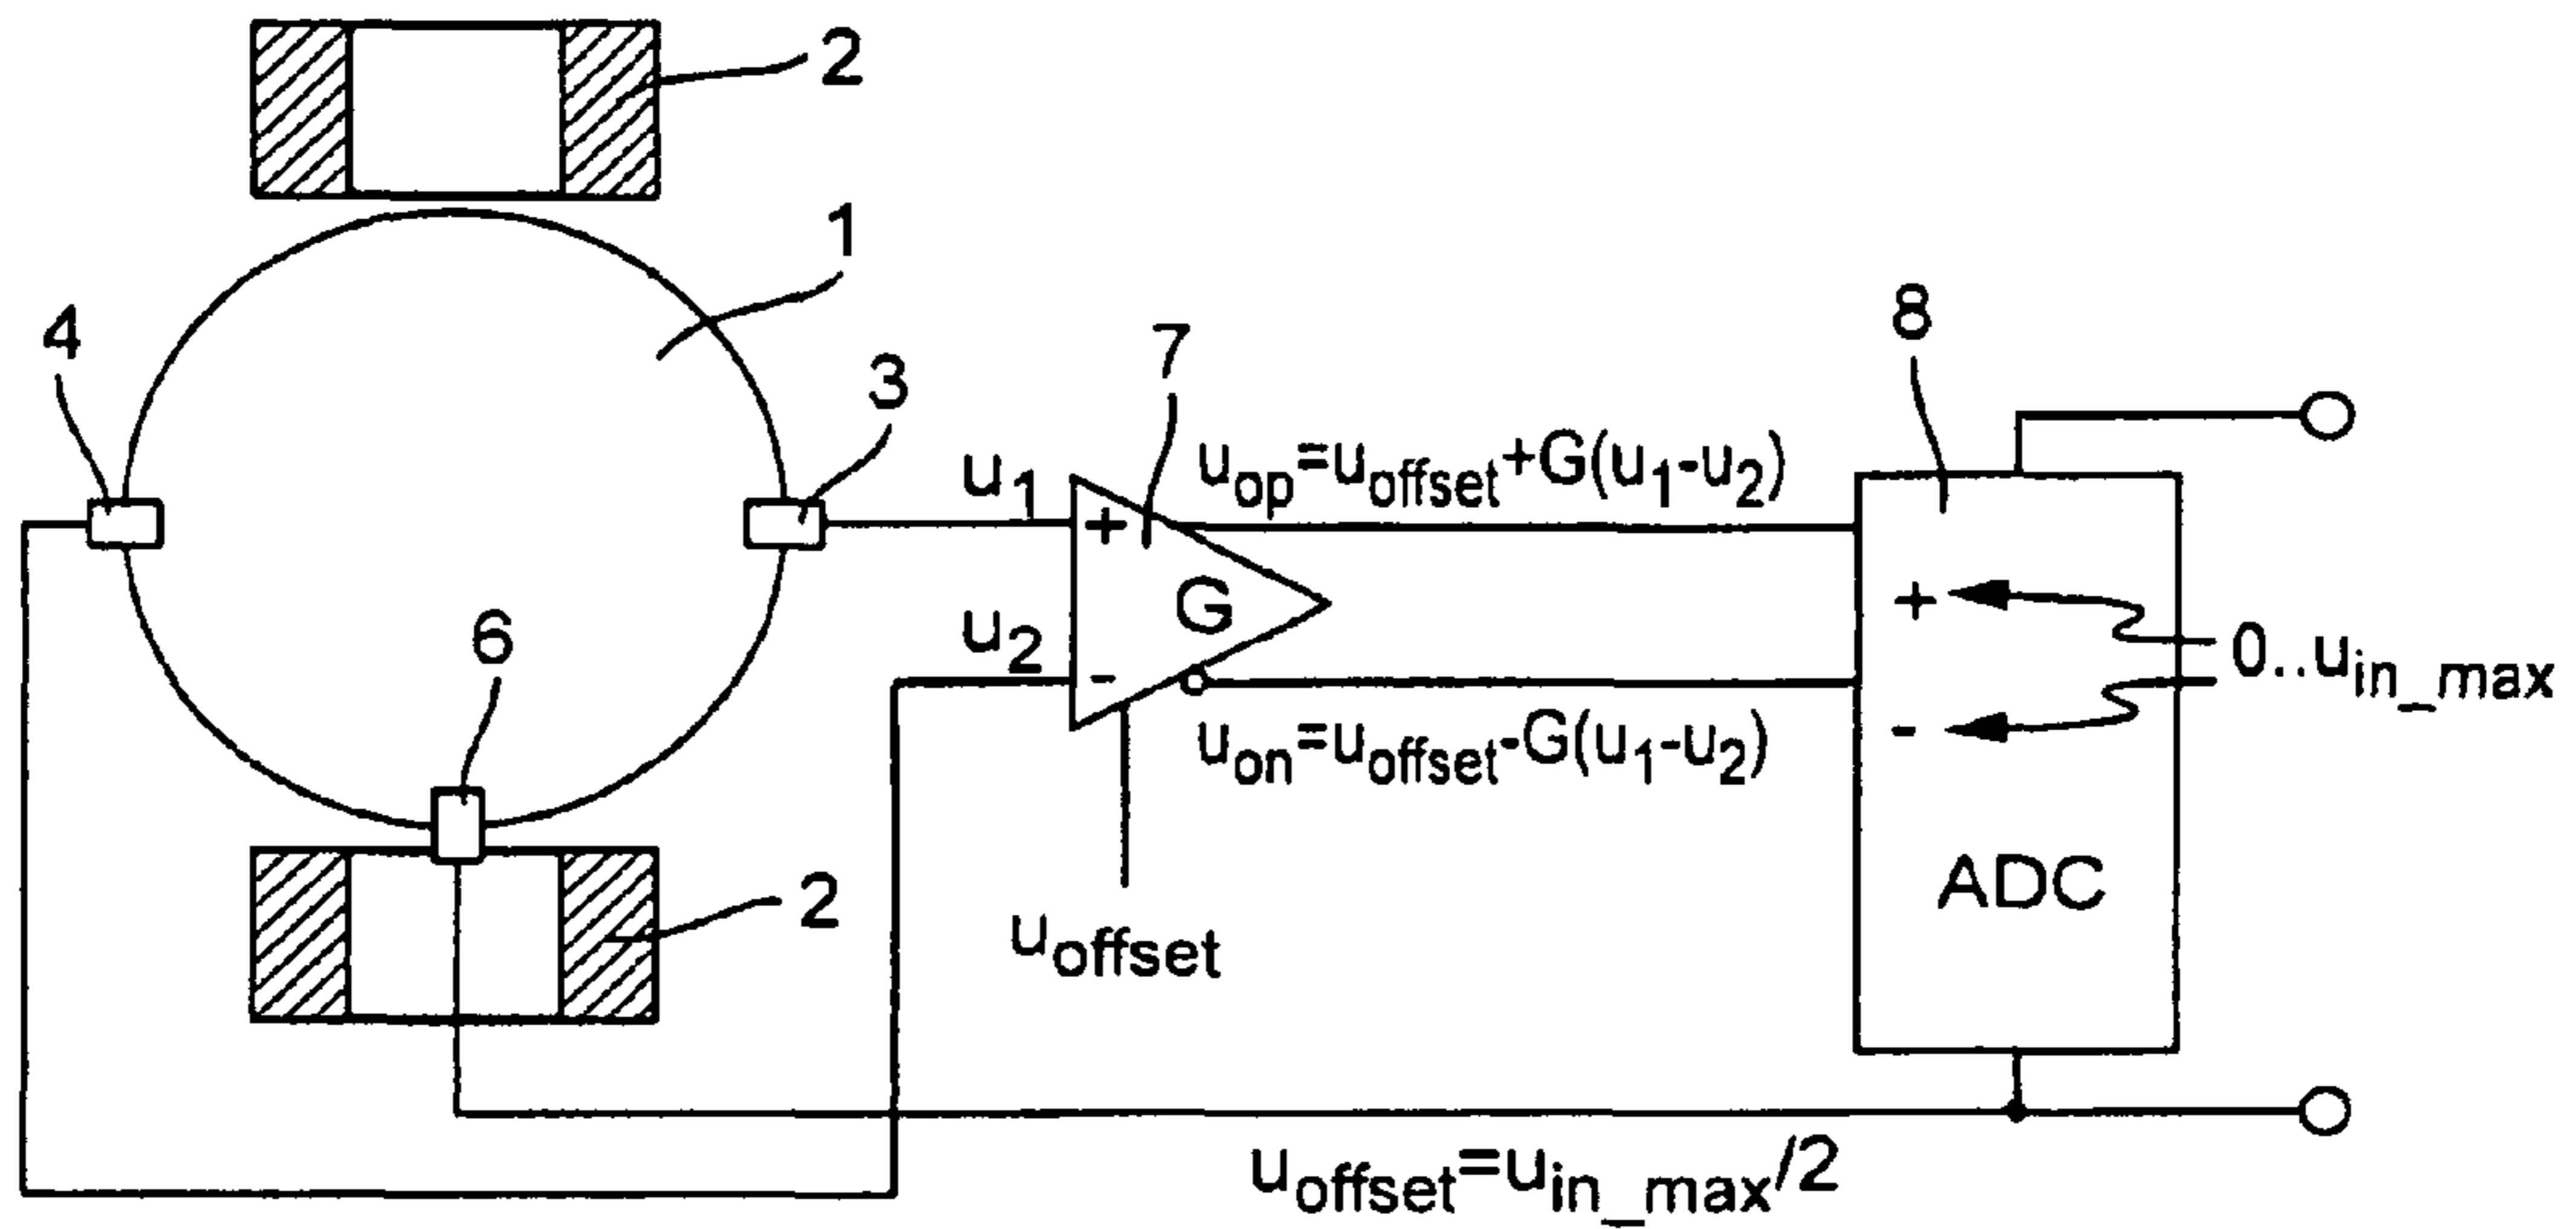 2
1
4
3
7
8
u1
uop=uoffset+G(u1-u2)
+
G
+
6
u2
0..uin_max
-
-
uon=uoffset-G(u1-u2)
ADC
2
uoffset
uoffset=uin_max/2